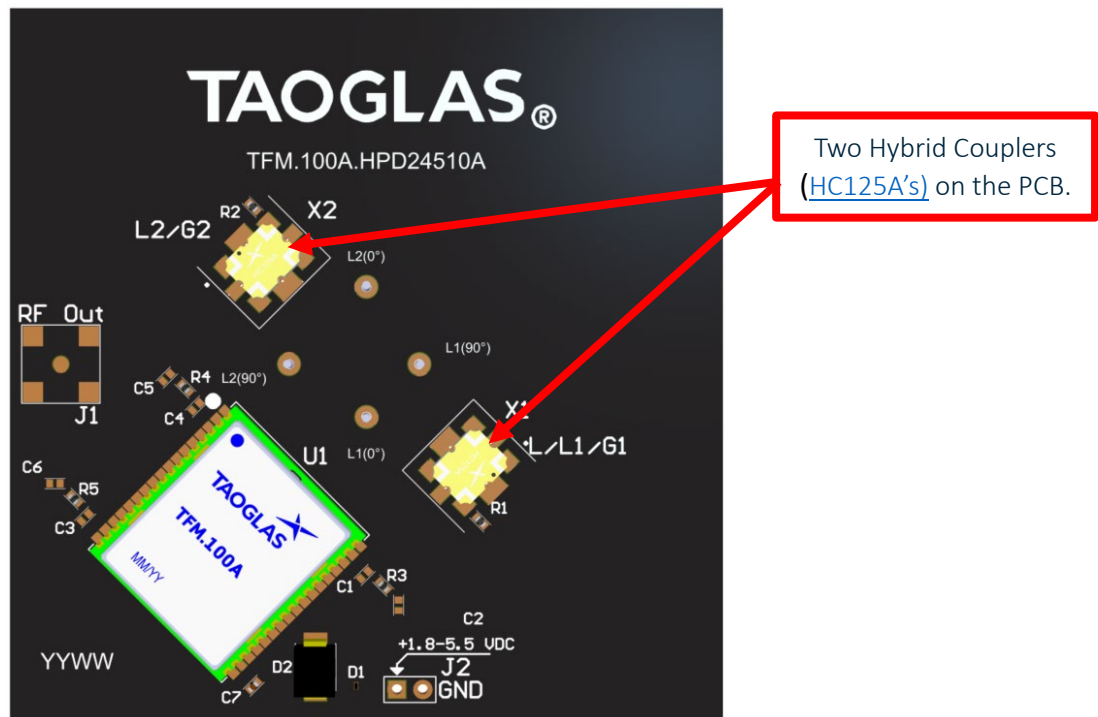 TAOGLAS®
TFM.100A.HPD24510A
Two Hybrid Couplers
(HC125A’s) on the PCB.
R2
X2
L2/G2
L2(0°)
RF Out
L1(90°)
C5
R4
L2(90°)
C4
J1
X1
L/L1/G1
U1
L1(0°)
C6
R5
C3
R1
TAOGLAS
TFM.100A
MM/YY
C1
R3
C2
+1.8-5.5 VDC
YYWW
D2
D1
J2
GND
C7